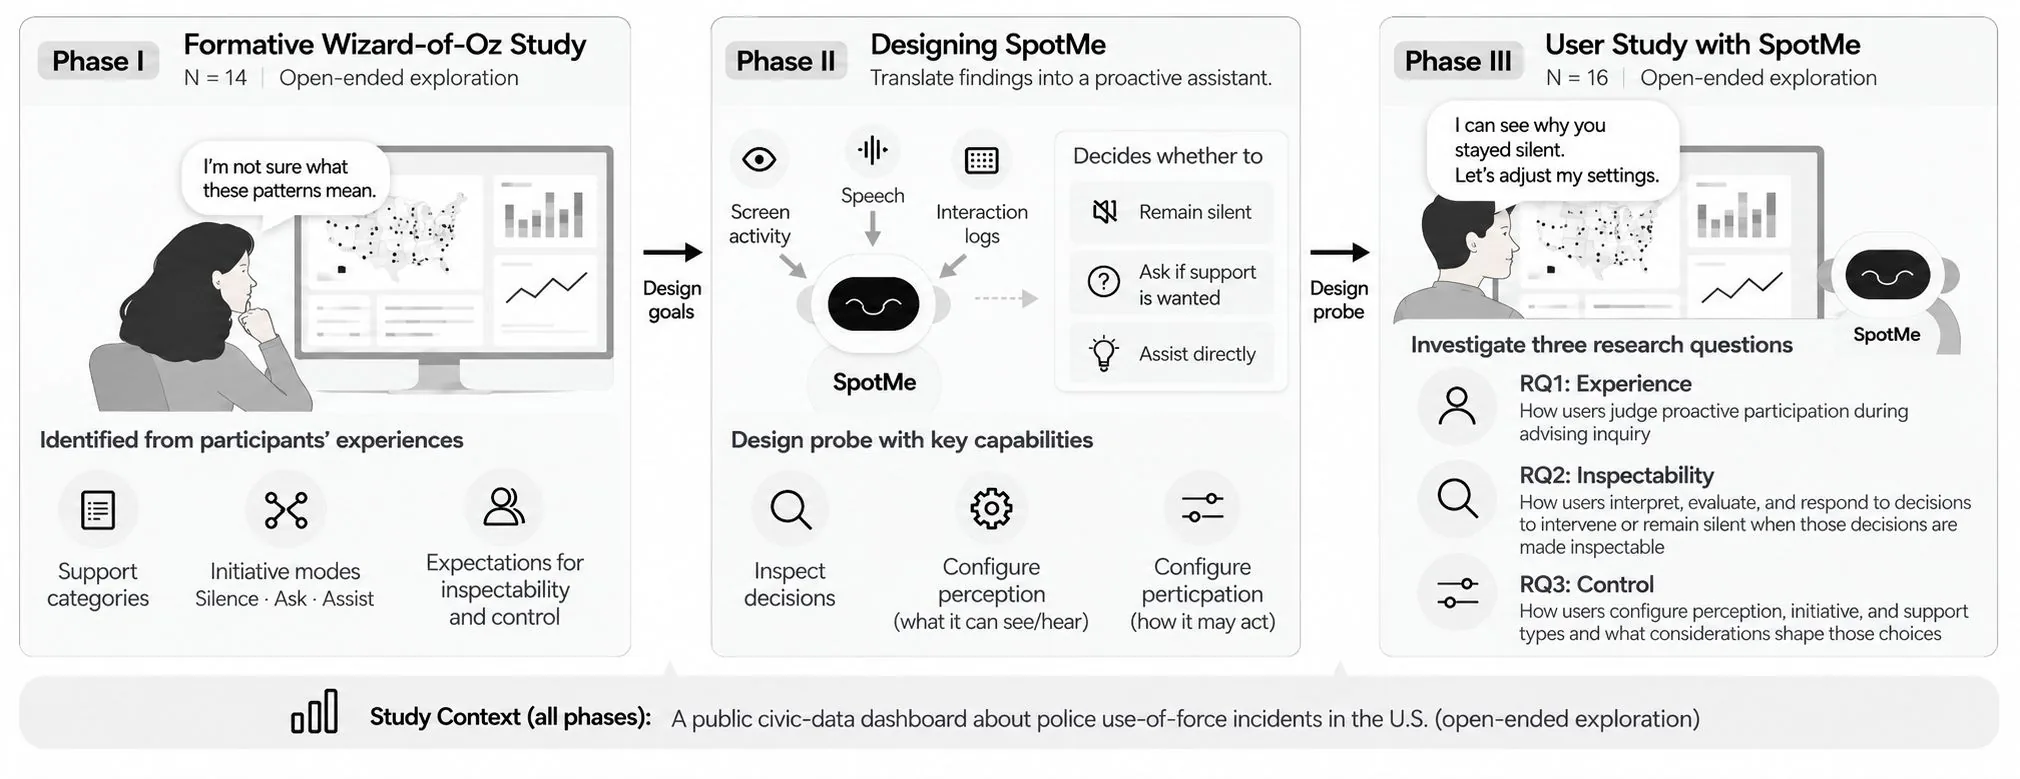 Phase I
Formative Wizard-of-Oz Study
N = 14 | Open-ended exploration
I'm not sure what
these patterns mean.
Identified from participants' experiences
Support
categories
Initiative modes
Silence · Ask · Assist
Expectations for
inspectability
and control
Design
goals
Phase II
Designing SpotMe
Translate findings into a proactive assistant.
Screen
activity
Speech
Interaction
logs
SpotMe
Decides whether to
Remain silent
Ask if support
is wanted
Assist directly
Design probe with key capabilities
Inspect
decisions
Configure
perception
(what it can see/hear)
Configure
perticpation
(how it may act)
Design
probe
Phase III
User Study with SpotMe
N = 16 | Open-ended exploration
I can see why you
stayed silent.
Let's adjust my settings.
SpotMe
Investigate three research questions
RQ1: Experience
How users judge proactive participation during
advising inquiry
RQ2: Inspectability
How users interpret, evaluate, and respond to decisions
to intervene or remain silent when those decisions are
made inspectable
RQ3: Control
How users configure perception, initiative, and support
types and what considerations shape those choices
Study Context (all phases): A public civic-data dashboard about police use-of-force incidents in the U.S. (open-ended exploration)